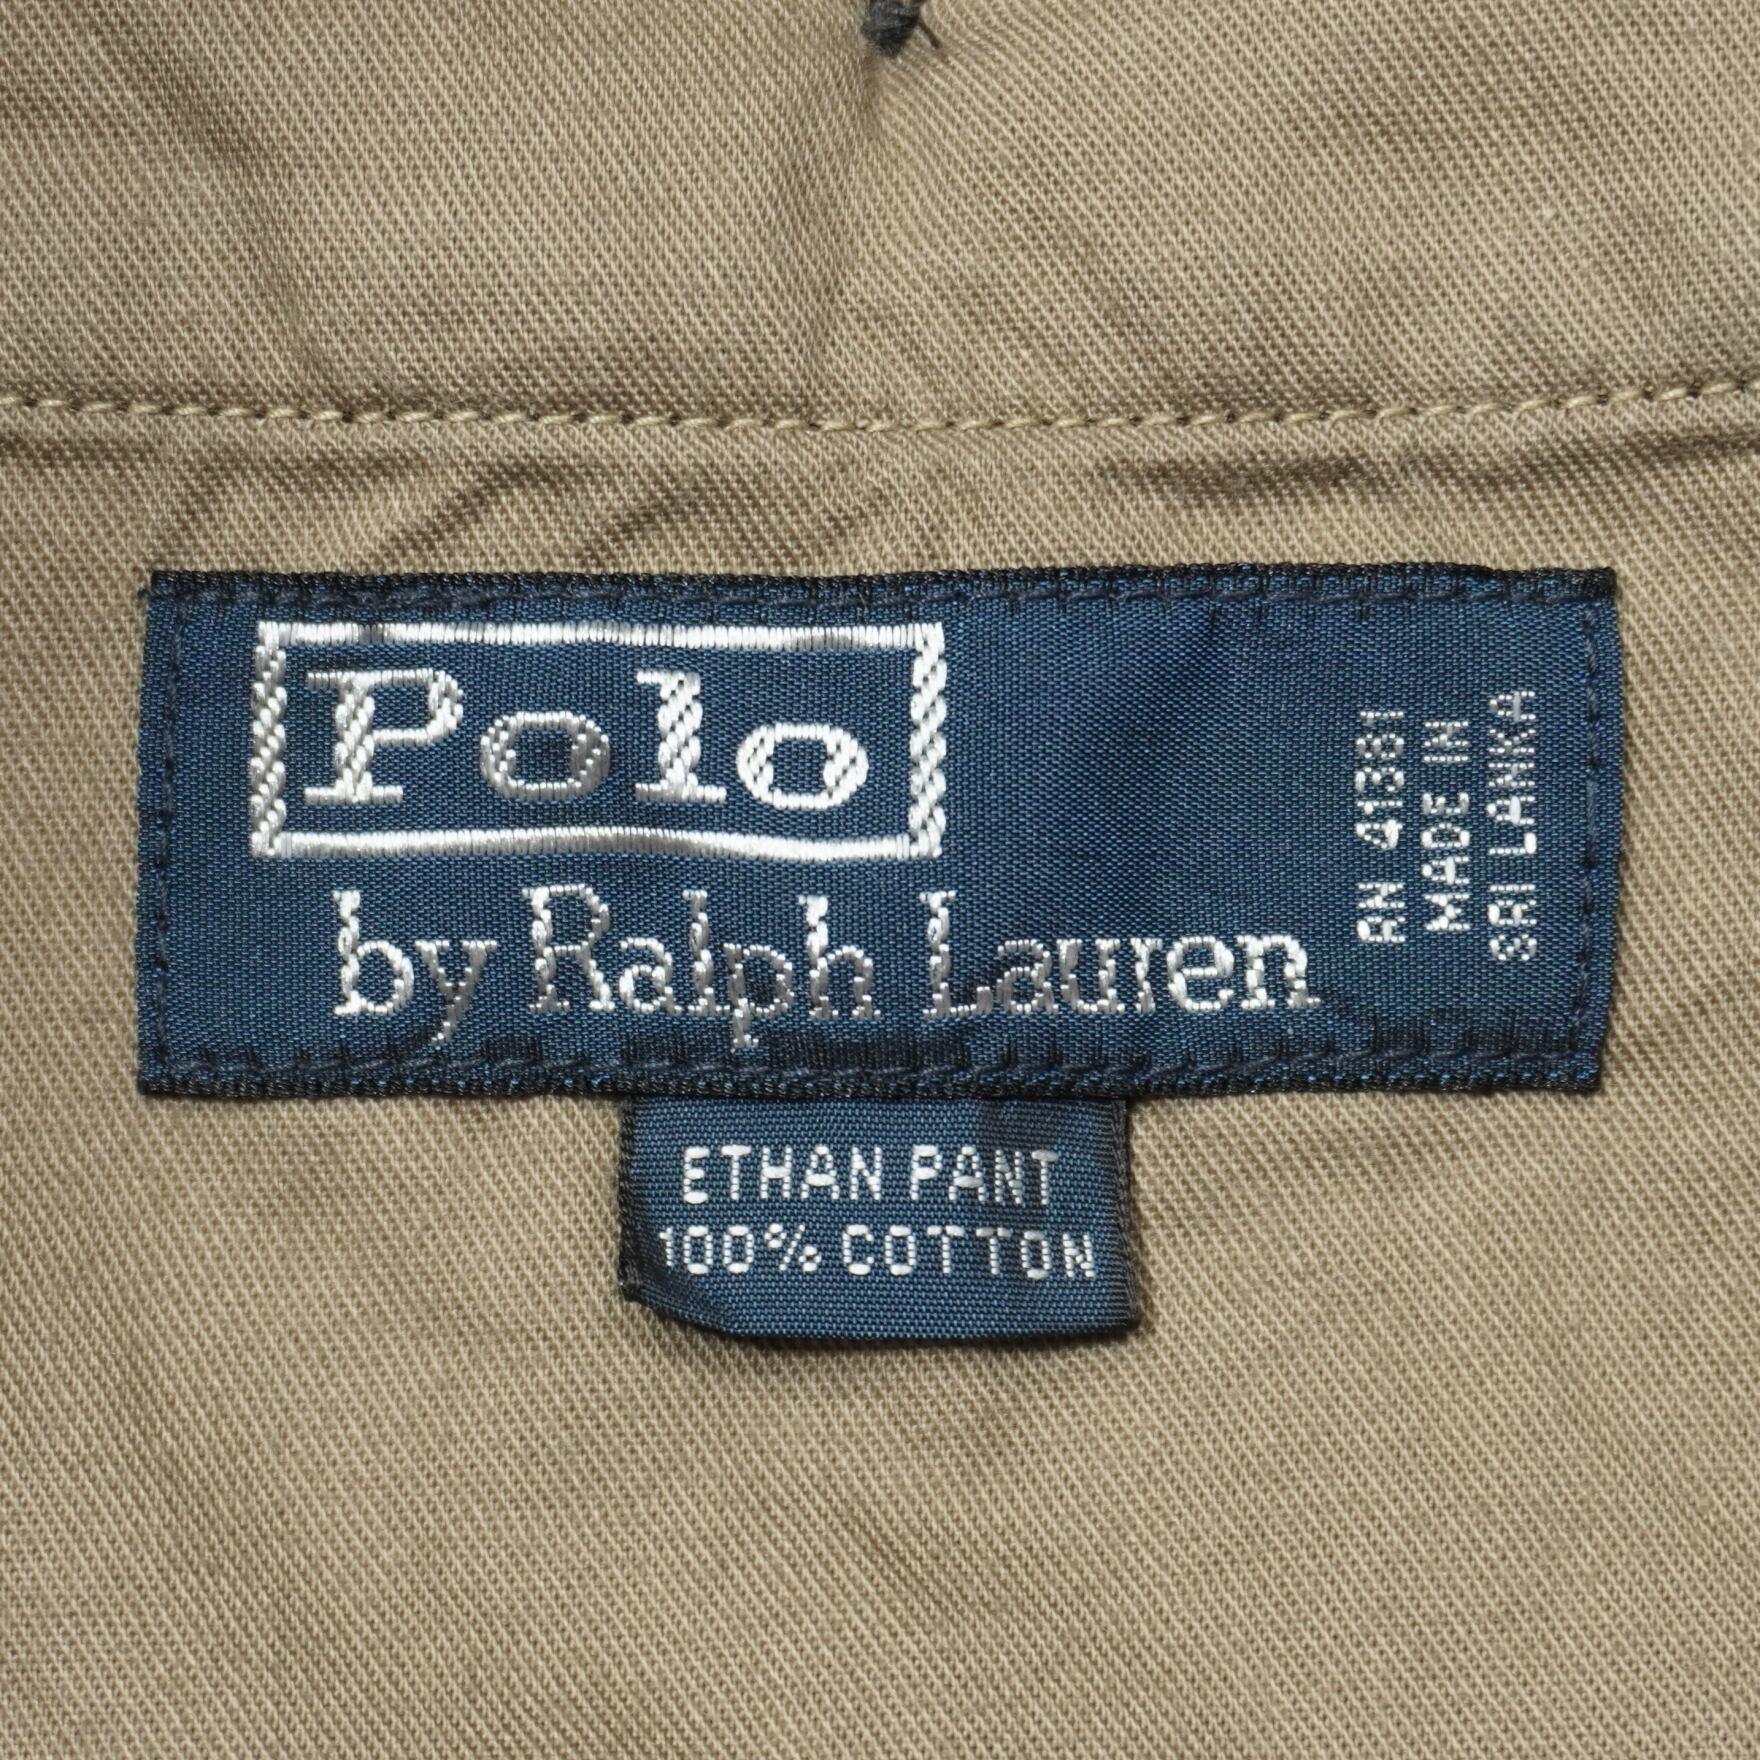 Polo
by Ralph Lauren
RN 41381
MADE IN
SRI LANKA
ETHAN PANT
100% COTTON